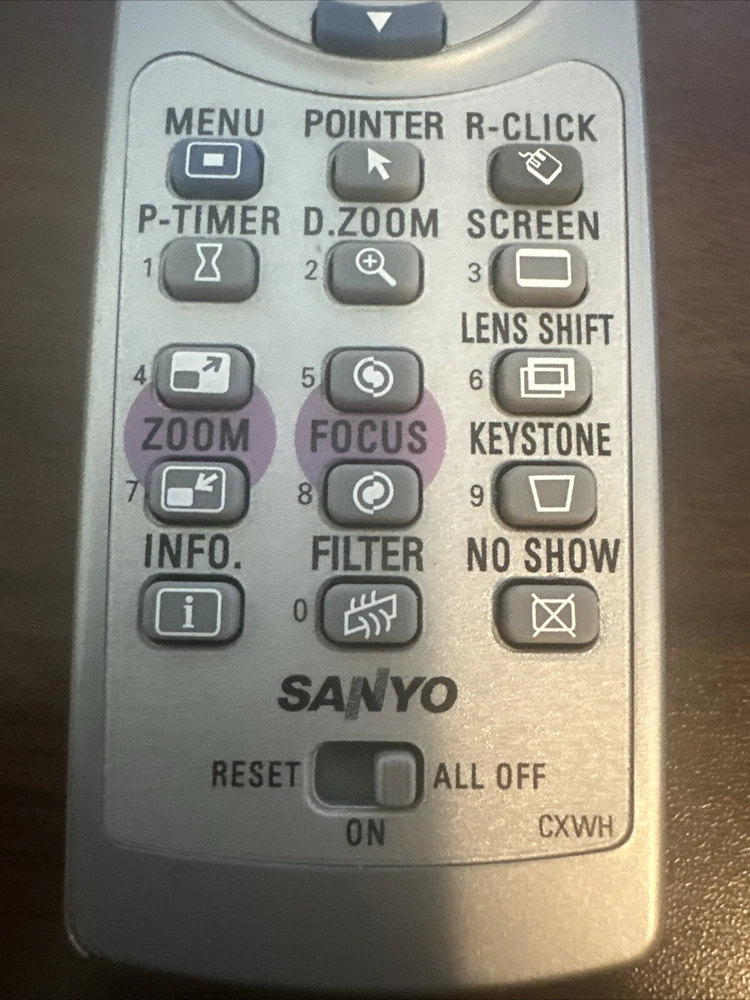 MENU POINTER R-CLICK
P-TIMER D.ZOOM SCREEN
1 2 3
LENS SHIFT
4 5 6
ZOOM FOCUS KEYSTONE
7 8 9
INFO. FILTER NO SHOW
i 0
SANYO
RESET ALL OFF
ON
CXWH